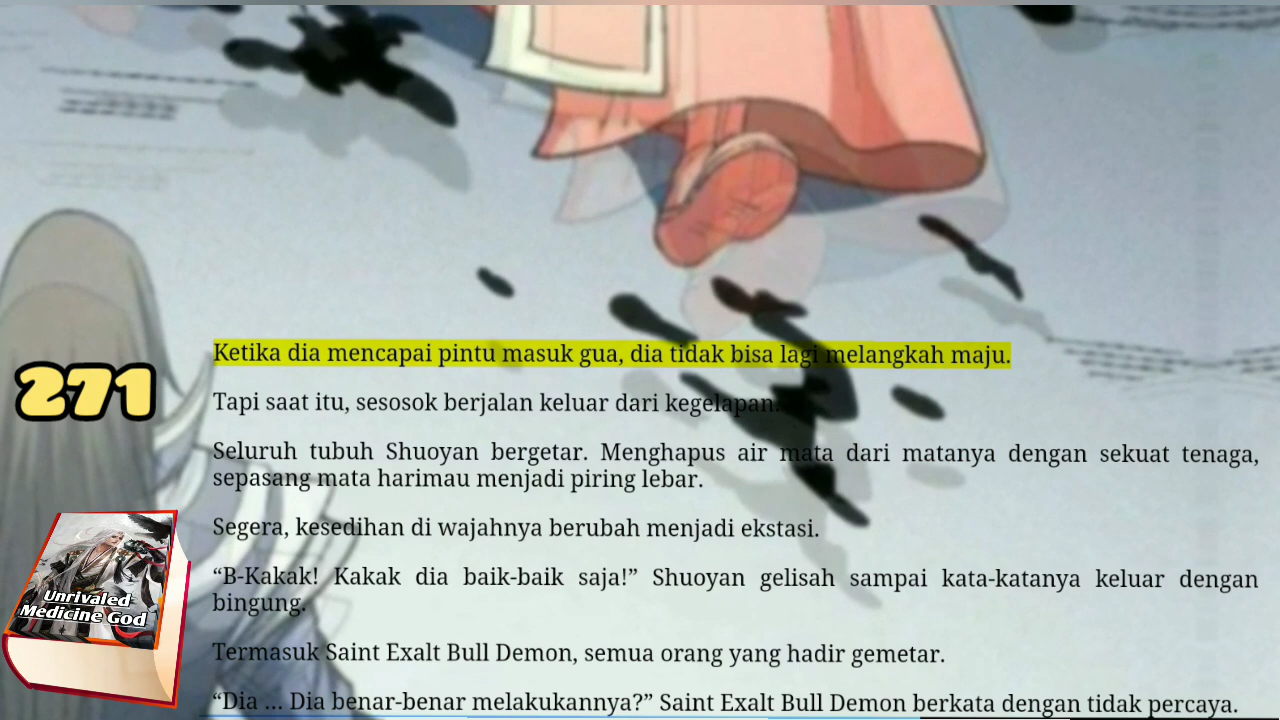 Ketika dia mencapai pintu masuk gua, dia tidak bisa lagi melangkah maju.
Tapi saat itu, sesosok berjalan keluar dari kegelapan.
Seluruh tubuh Shuoyan bergetar. Menghapus air mata dari matanya dengan sekuat tenaga,
sepasang mata harimau menjadi piring lebar.
Segera, kesedihan di wajahnya berubah menjadi ekstasi.
“B-Kakak! Kakak dia baik-baik saja!” Shuoyan gelisah sampai kata-katanya keluar dengan
bingung.
Termasuk Saint Exalt Bull Demon, semua orang yang hadir gemetar.
“Dia ... Dia benar-benar melakukannya?” Saint Exalt Bull Demon berkata dengan tidak percaya.
271
Unrivaled
Medicine God